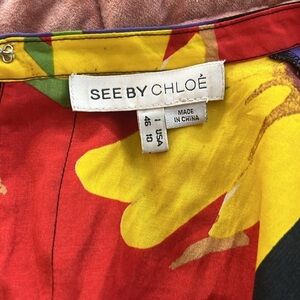 SEE BY CHLOÉ
I 46
USA 10
MADE
IN CHINA